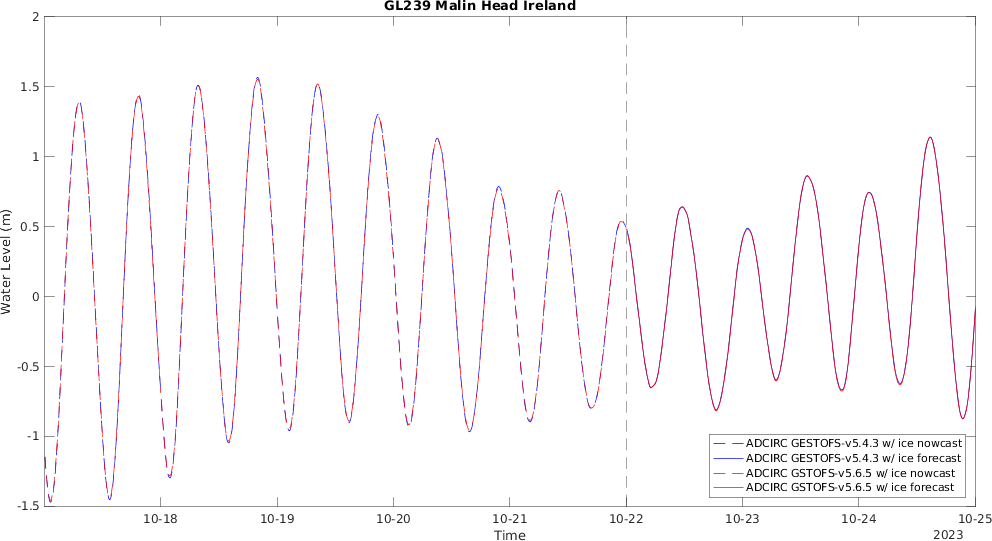 GL239 Malin Head Ireland
2
1.5
1
0.5
0
-0.5
-1
-1.5
Water Level (m)
10-18 10-19 10-20 10-21 10-22 10-23 10-24 10-25
Time
2023
ADCIRC GESTOFS-v5.4.3 w/ ice nowcast
ADCIRC GESTOFS-v5.4.3 w/ ice forecast
ADCIRC GSTOFS-v5.6.5 w/ ice nowcast
ADCIRC GSTOFS-v5.6.5 w/ ice forecast